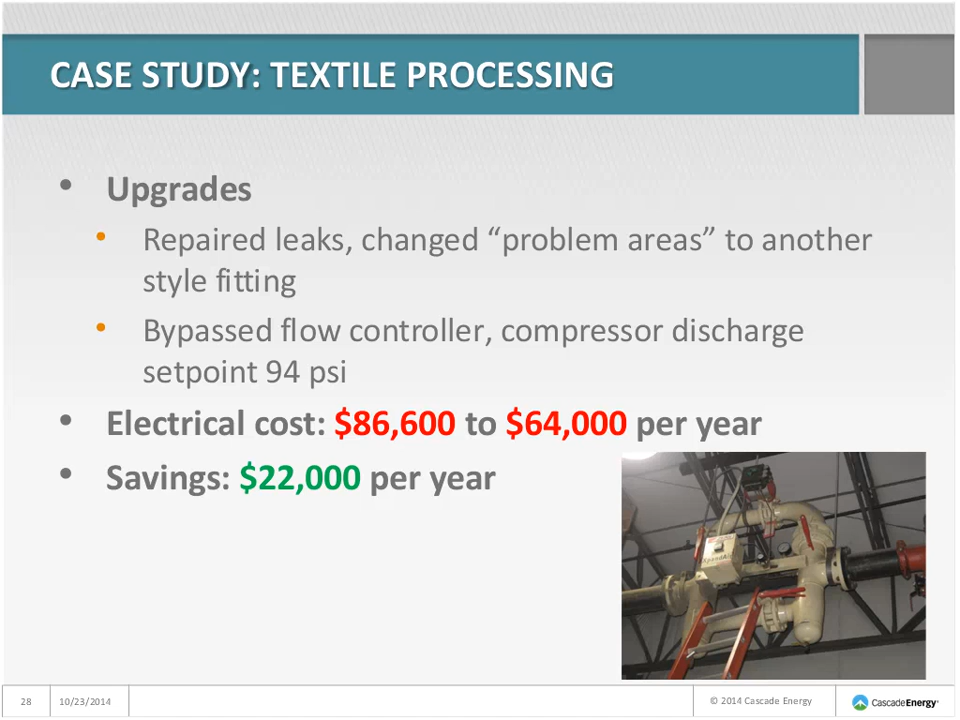 CASE STUDY: TEXTILE PROCESSING
• Upgrades
• Repaired leaks, changed “problem areas” to another
style fitting
• Bypassed flow controller, compressor discharge
setpoint 94 psi
• Electrical cost: $86,600 to $64,000 per year
• Savings: $22,000 per year
XpandAir
28 10/23/2014 © 2014 Cascade Energy CascadeEnergy